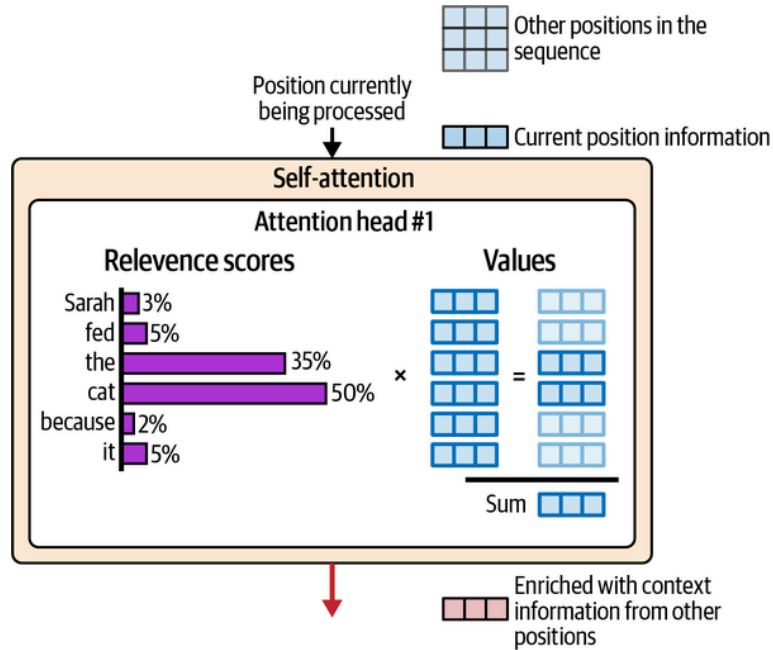 Other positions in the
sequence
Position currently
being processed
Current position information
Self-attention
Attention head #1
Relevence scores
Values
Sarah 3%
fed 5%
the 35%
cat 50%
because 2%
it 5%
× =
Sum
Enriched with context
information from other
positions